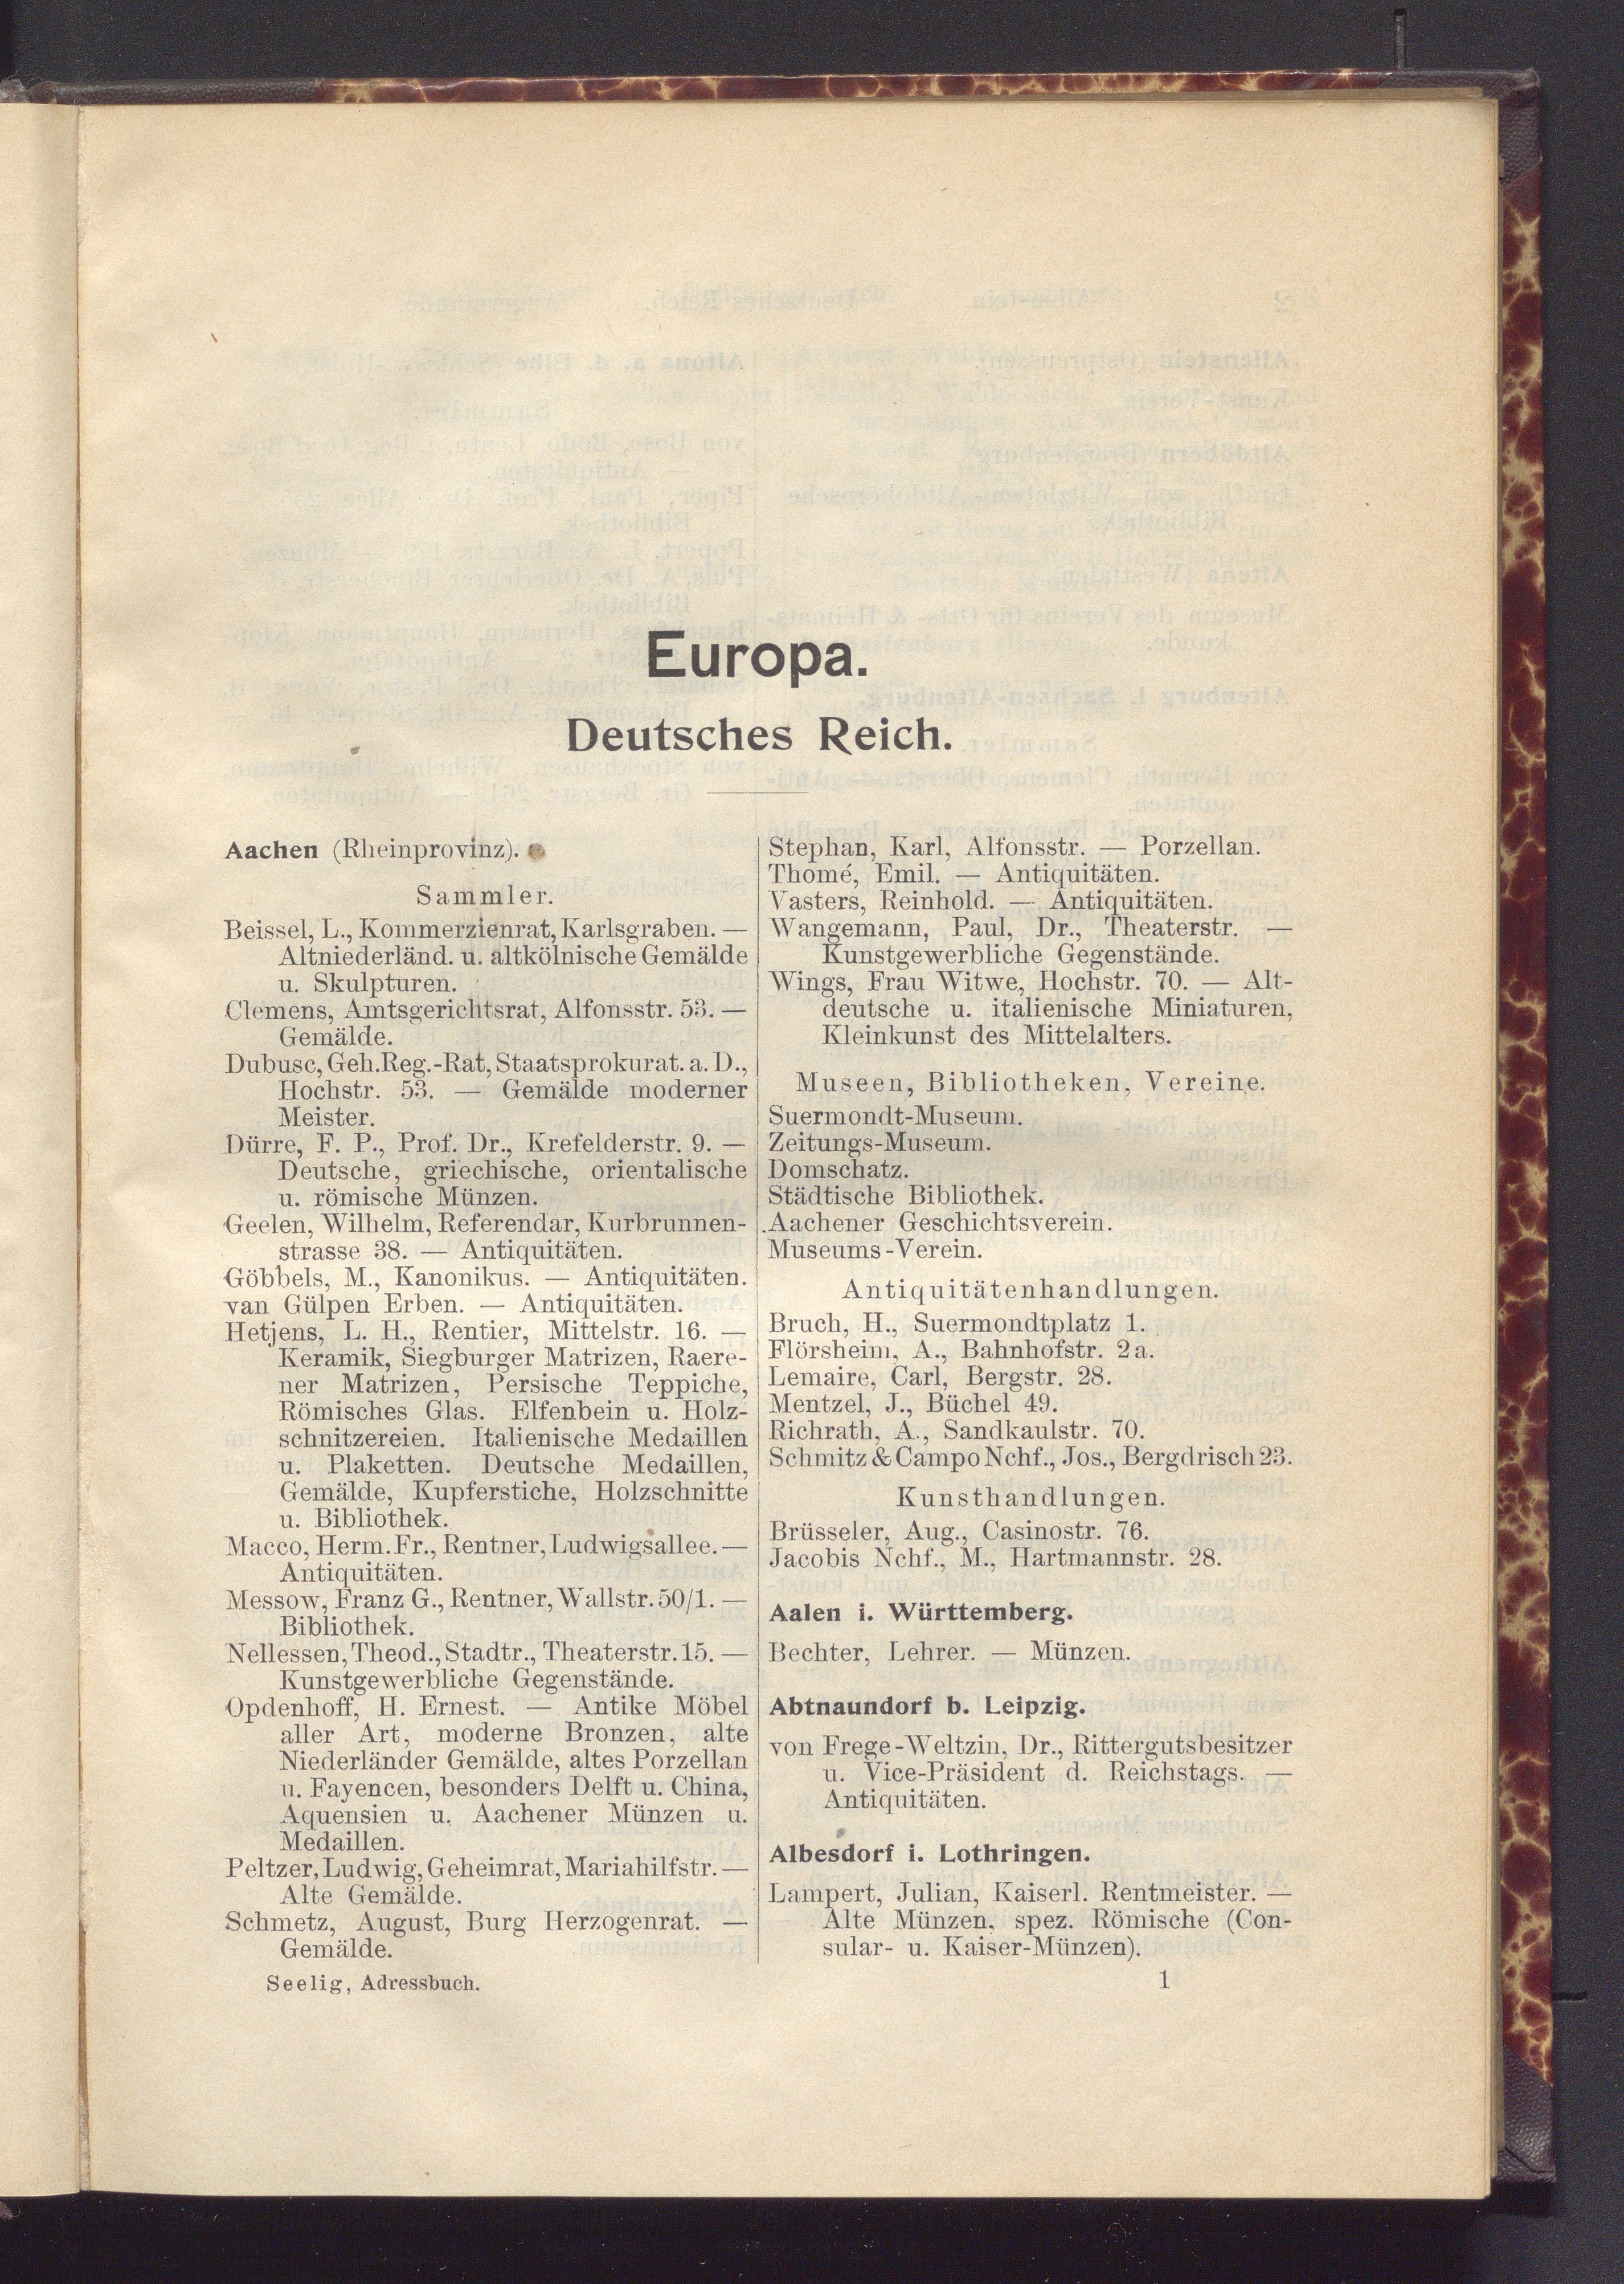 Europa.
Deutsches Reich.
Aachen (Rheinprovinz).
Sammler.
Beissel, L., Kommerzienrat, Karlsgraben. —
Altniederländ. u. altkölnische Gemälde
u. Skulpturen.
Clemens, Amtsgerichtsrat, Alfonsstr. 53. —
Gemälde.
Dubusc, Geh. Reg.-Rat, Staatsprokurat. a. D.,
Hochstr. 53. — Gemälde moderner
Meister.
Dürre, F. P., Prof. Dr., Krefelderstr. 9. —
Deutsche, griechische, orientalische
u. römische Münzen.
Geelen, Wilhelm, Referendar, Kurbrunnen-
strasse 38. — Antiquitäten.
Göbbels, M., Kanonikus. — Antiquitäten.
van Gülpen Erben. — Antiquitäten.
Hetjens, L. H., Rentier, Mittelstr. 16. —
Keramik, Siegburger Matrizen, Raere-
ner Matrizen, Persische Teppiche,
Römisches Glas. Elfenbein u. Holz-
schnitzereien. Italienische Medaillen
u. Plaketten. Deutsche Medaillen,
Gemälde, Kupferstiche, Holzschnitte
u. Bibliothek.
Macco, Herm. Fr., Rentner, Ludwigsallee. —
Antiquitäten.
Messow, Franz G., Rentner, Wallstr. 50/1. —
Bibliothek.
Nellessen, Theod., Stadtr., Theaterstr. 15. —
Kunstgewerbliche Gegenstände.
Opdenhoff, H. Ernest. — Antike Möbel
aller Art, moderne Bronzen, alte
Niederländer Gemälde, altes Porzellan
u. Fayencen, besonders Delft u. China,
Aquensien u. Aachener Münzen u.
Medaillen.
Peltzer, Ludwig, Geheimrat, Mariahilfstr. —
Alte Gemälde.
Schmetz, August, Burg Herzogenrat. —
Gemälde.
Stephan, Karl, Alfonsstr. — Porzellan.
Thomé, Emil. — Antiquitäten.
Vasters, Reinhold. — Antiquitäten.
Wangemann, Paul, Dr., Theaterstr. —
Kunstgewerbliche Gegenstände.
Wings, Frau Witwe, Hochstr. 70. — Alt-
deutsche u. italienische Miniaturen,
Kleinkunst des Mittelalters.
Museen, Bibliotheken, Vereine.
Suermondt-Museum.
Zeitungs-Museum.
Domschatz.
Städtische Bibliothek.
Aachener Geschichtsverein.
Museums-Verein.
Antiquitätenhandlungen.
Bruch, H., Suermondtplatz 1.
Flörsheim, A., Bahnhofstr. 2a.
Lemaire, Carl, Bergstr. 28.
Mentzel, J., Büchel 49.
Richrath, A., Sandkaulstr. 70.
Schmitz & Campo Nchf., Jos., Bergdrisch 23.
Kunsthandlungen.
Brüsseler, Aug., Casinostr. 76.
Jacobis Nchf., M., Hartmannstr. 28.
Aalen i. Württemberg.
Bechter, Lehrer. — Münzen.
Abtnaundorf b. Leipzig.
von Frege-Weltzin, Dr., Rittergutsbesitzer
u. Vice-Präsident d. Reichstags. —
Antiquitäten.
Albesdorf i. Lothringen.
Lampert, Julian, Kaiserl. Rentmeister. —
Alte Münzen, spez. Römische (Con-
sular- u. Kaiser-Münzen).
Seelig, Adressbuch.
1